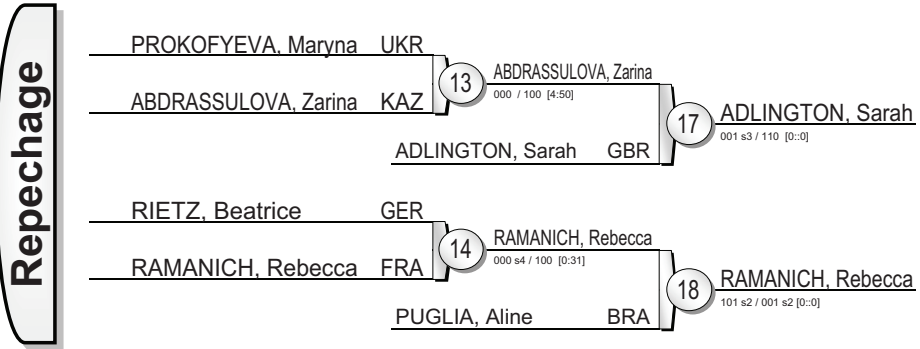 Repechage
PROKOFYEVA, Maryna UKR
13
ABDRASSULOVA, Zarina
000 / 100 [4:50]
ABDRASSULOVA, Zarina KAZ
17
ADLINGTON, Sarah
001 s3 / 110 [0::0]
ADLINGTON, Sarah GBR
RIETZ, Beatrice GER
14
RAMANICH, Rebecca
000 s4 / 100 [0:31]
RAMANICH, Rebecca FRA
18
RAMANICH, Rebecca
101 s2 / 001 s2 [0::0]
PUGLIA, Aline BRA